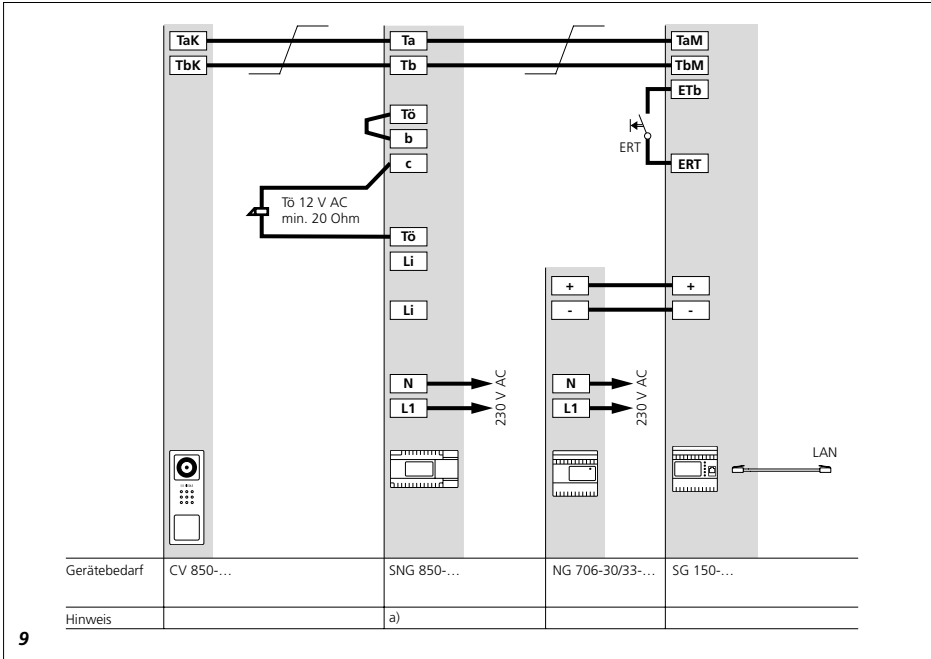 TaK Ta TaM
TbK Tb TbM
ETb
Tö
b
ERT
c
ERT
Tö 12 V AC
min. 20 Ohm
Tö
Li
+ +
Li
- -
N
L1
230 V AC
N
L1
230 V AC
LAN
Gerätebedarf CV 850-… SNG 850-… NG 706-30/33-… SG 150-…
Hinweis a)
9